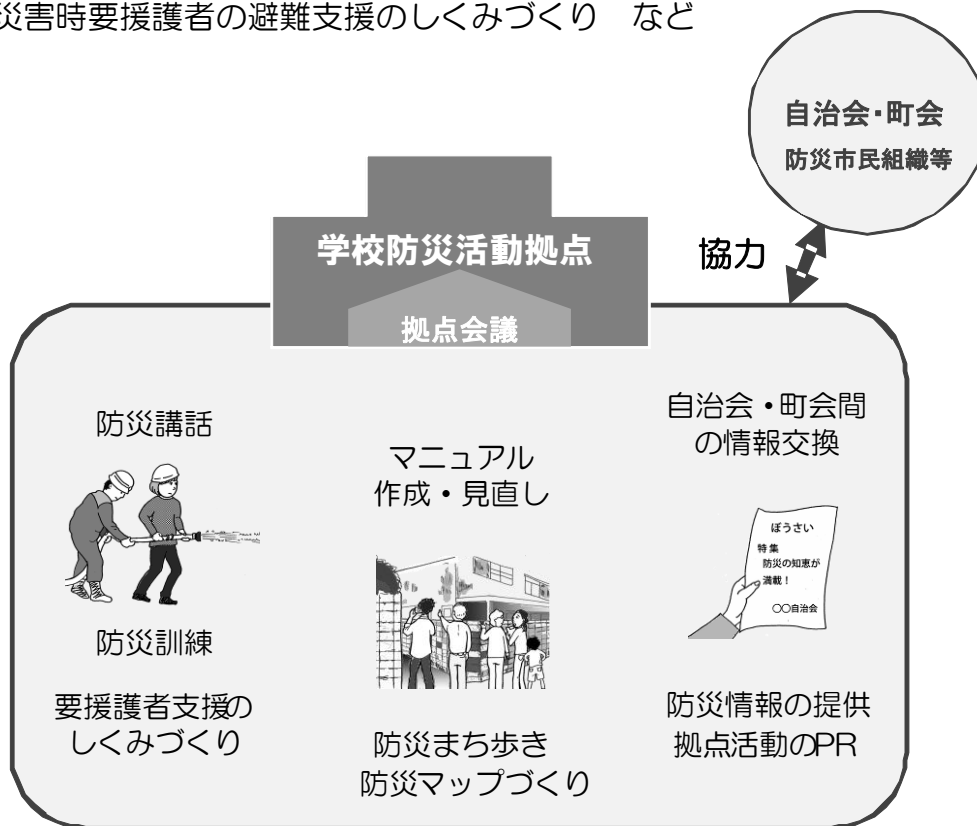 災害時要援護者の避難支援のしくみづくり　など
自治会・町会
防災市民組織等
学校防災活動拠点
協力
拠点会議
防災講話
防災訓練
要援護者支援の
しくみづくり
マニュアル
作成・見直し
防災まち歩き
防災マップづくり
自治会・町会間
の情報交換
ぼうさい
特集
防災の知恵が
満載！
〇〇自治会
防災情報の提供
拠点活動のPR